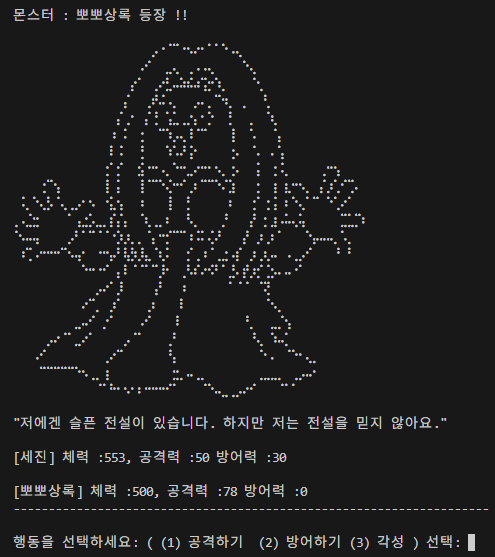 몬스터 : 뽀뽀상록 등장 !!
"저에겐 슬픈 전설이 있습니다. 하지만 저는 전설을 믿지 않아요."
[세진] 체력 :553, 공격력 :50 방어력 :30
[뽀뽀상록] 체력 :500, 공격력 :78 방어력 :0
행동을 선택하세요: ( (1) 공격하기  (2) 방어하기 (3) 각성 ) 선택: